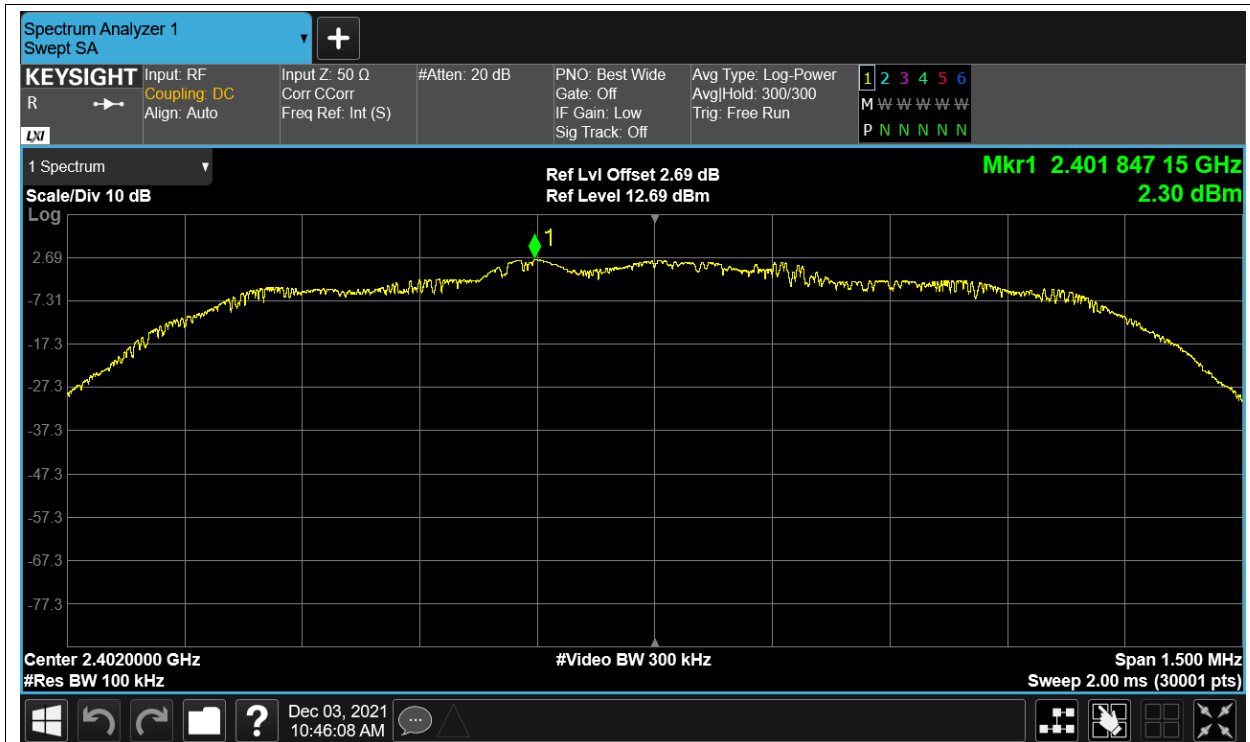 Spectrum Analyzer 1
Swept SA
KEYSIGHT
R
LXI
Input: RF
Coupling: DC
Align: Auto
Input Z: 50 Ω
Corr CCorr
Freq Ref: Int (S)
#Atten: 20 dB
PNO: Best Wide
Gate: Off
IF Gain: Low
Sig Track: Off
Avg Type: Log-Power
Avg|Hold: 300/300
Trig: Free Run
1 2 3 4 5 6
M W W W W W
P N N N N N
1 Spectrum
Scale/Div 10 dB
Ref Lvl Offset 2.69 dB
Ref Level 12.69 dBm
Mkr1 2.401 847 15 GHz
2.30 dBm
Log
1
2.69
-7.31
-17.3
-27.3
-37.3
-47.3
-57.3
-67.3
-77.3
Center 2.4020000 GHz
#Video BW 300 kHz
Span 1.500 MHz
#Res BW 100 kHz
Sweep 2.00 ms (30001 pts)
?
Dec 03, 2021
10:46:08 AM